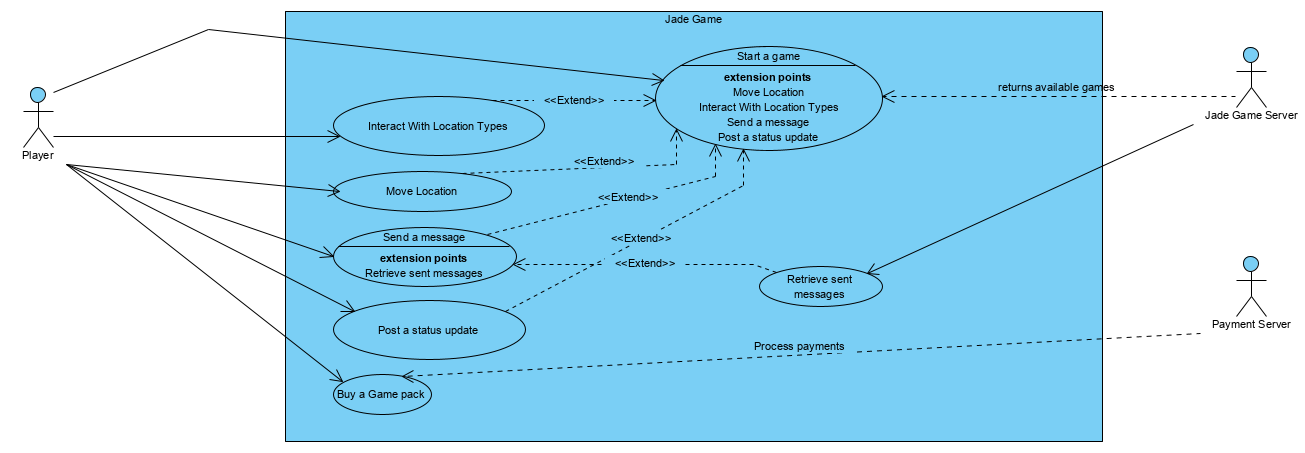 Jade Game
Start a game
extension points
Move Location
Interact With Location Types
Send a message
Post a status update
<<Extend>>
returns available games
Jade Game Server
Player
Interact With Location Types
<<Extend>>
Move Location
<<Extend>>
Send a message
extension points
Retrieve sent messages
<<Extend>>
<<Extend>>
Retrieve sent
messages
Post a status update
Payment Server
Process payments
Buy a Game pack